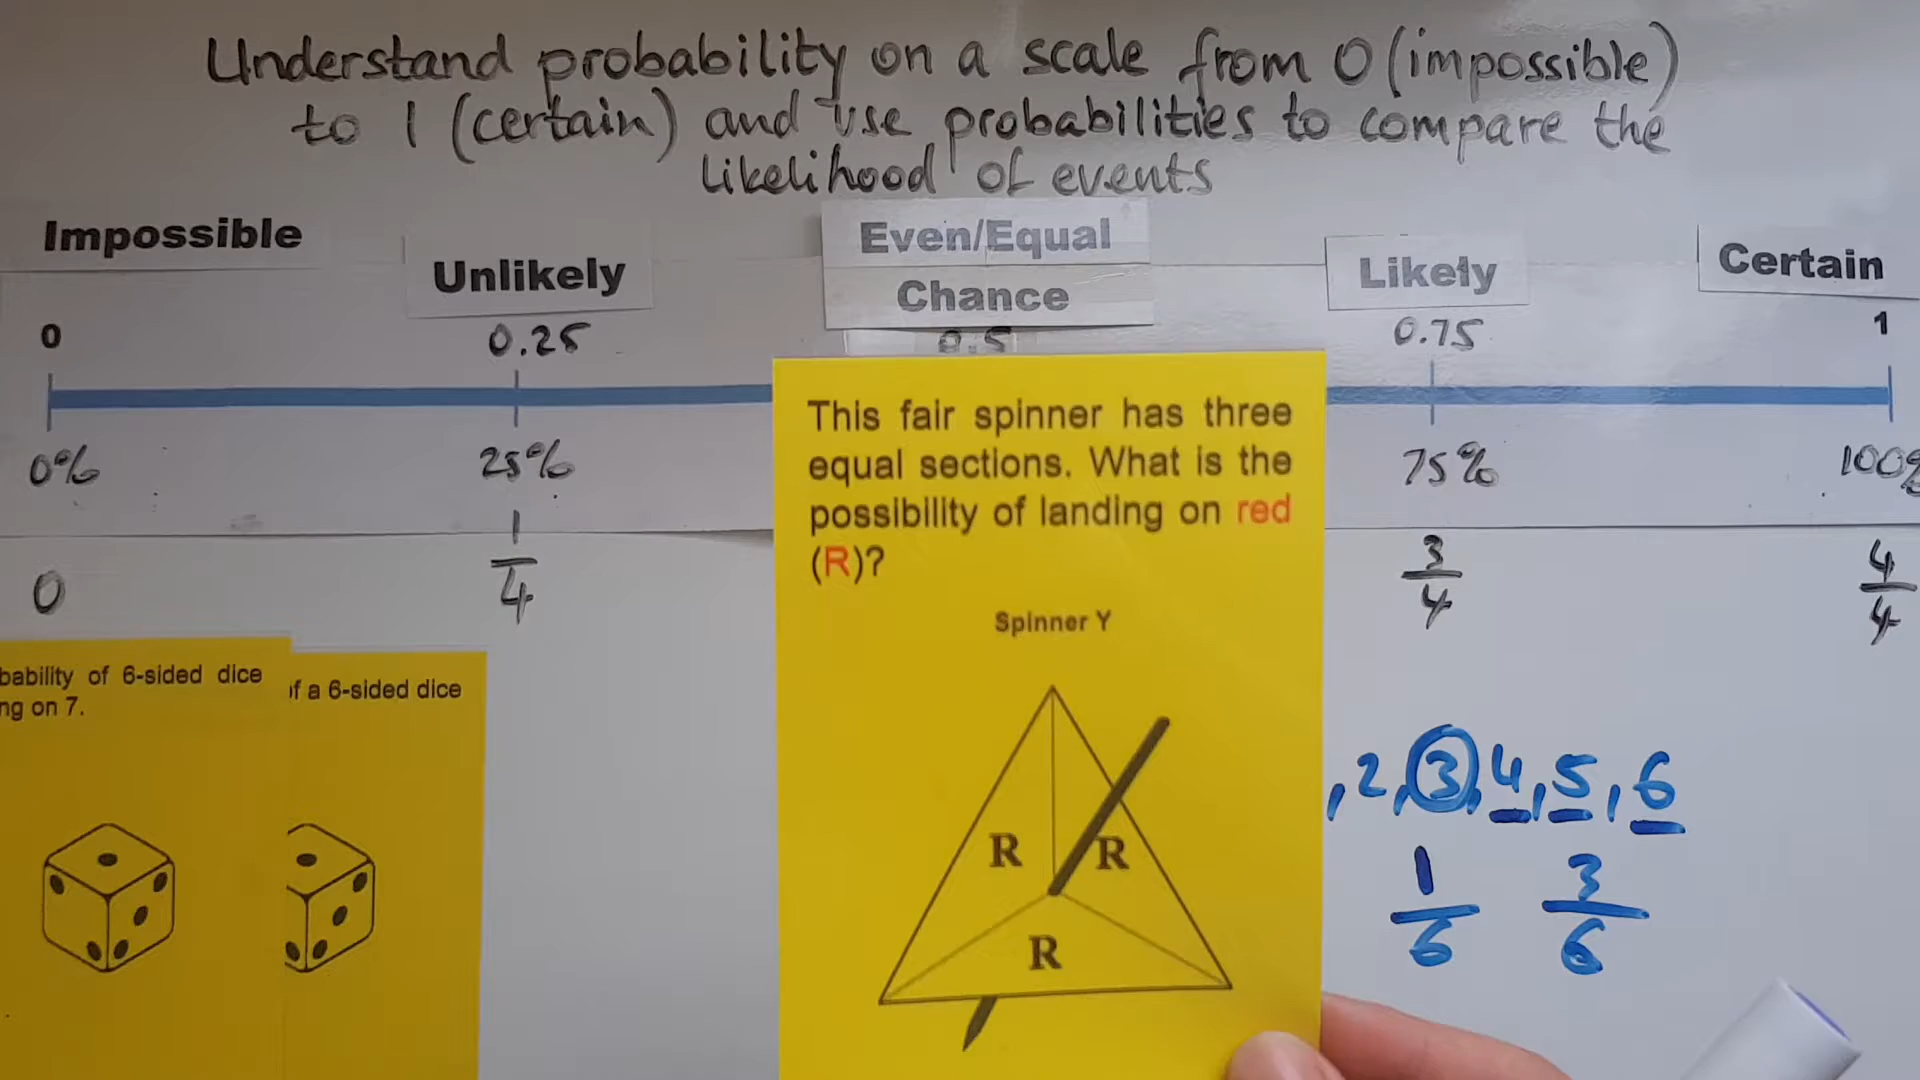 Understand probability on a scale from 0 (impossible)
to 1 (certain) and use probabilities to compare the
likelihood of events
Impossible
Unlikely
Even/Equal
Chance
Likely
Certain
0
0.25
0.5
0.75
1
0%
25%
75%
100%
0
1/4
3/4
4/4
This fair spinner has three
equal sections. What is the
possibility of landing on red
(R)?
Spinner Y
R
R
R
bability of 6-sided dice
ng on 7.
if a 6-sided dice
, 2, 3, 4, 5, 6
1/6 3/6